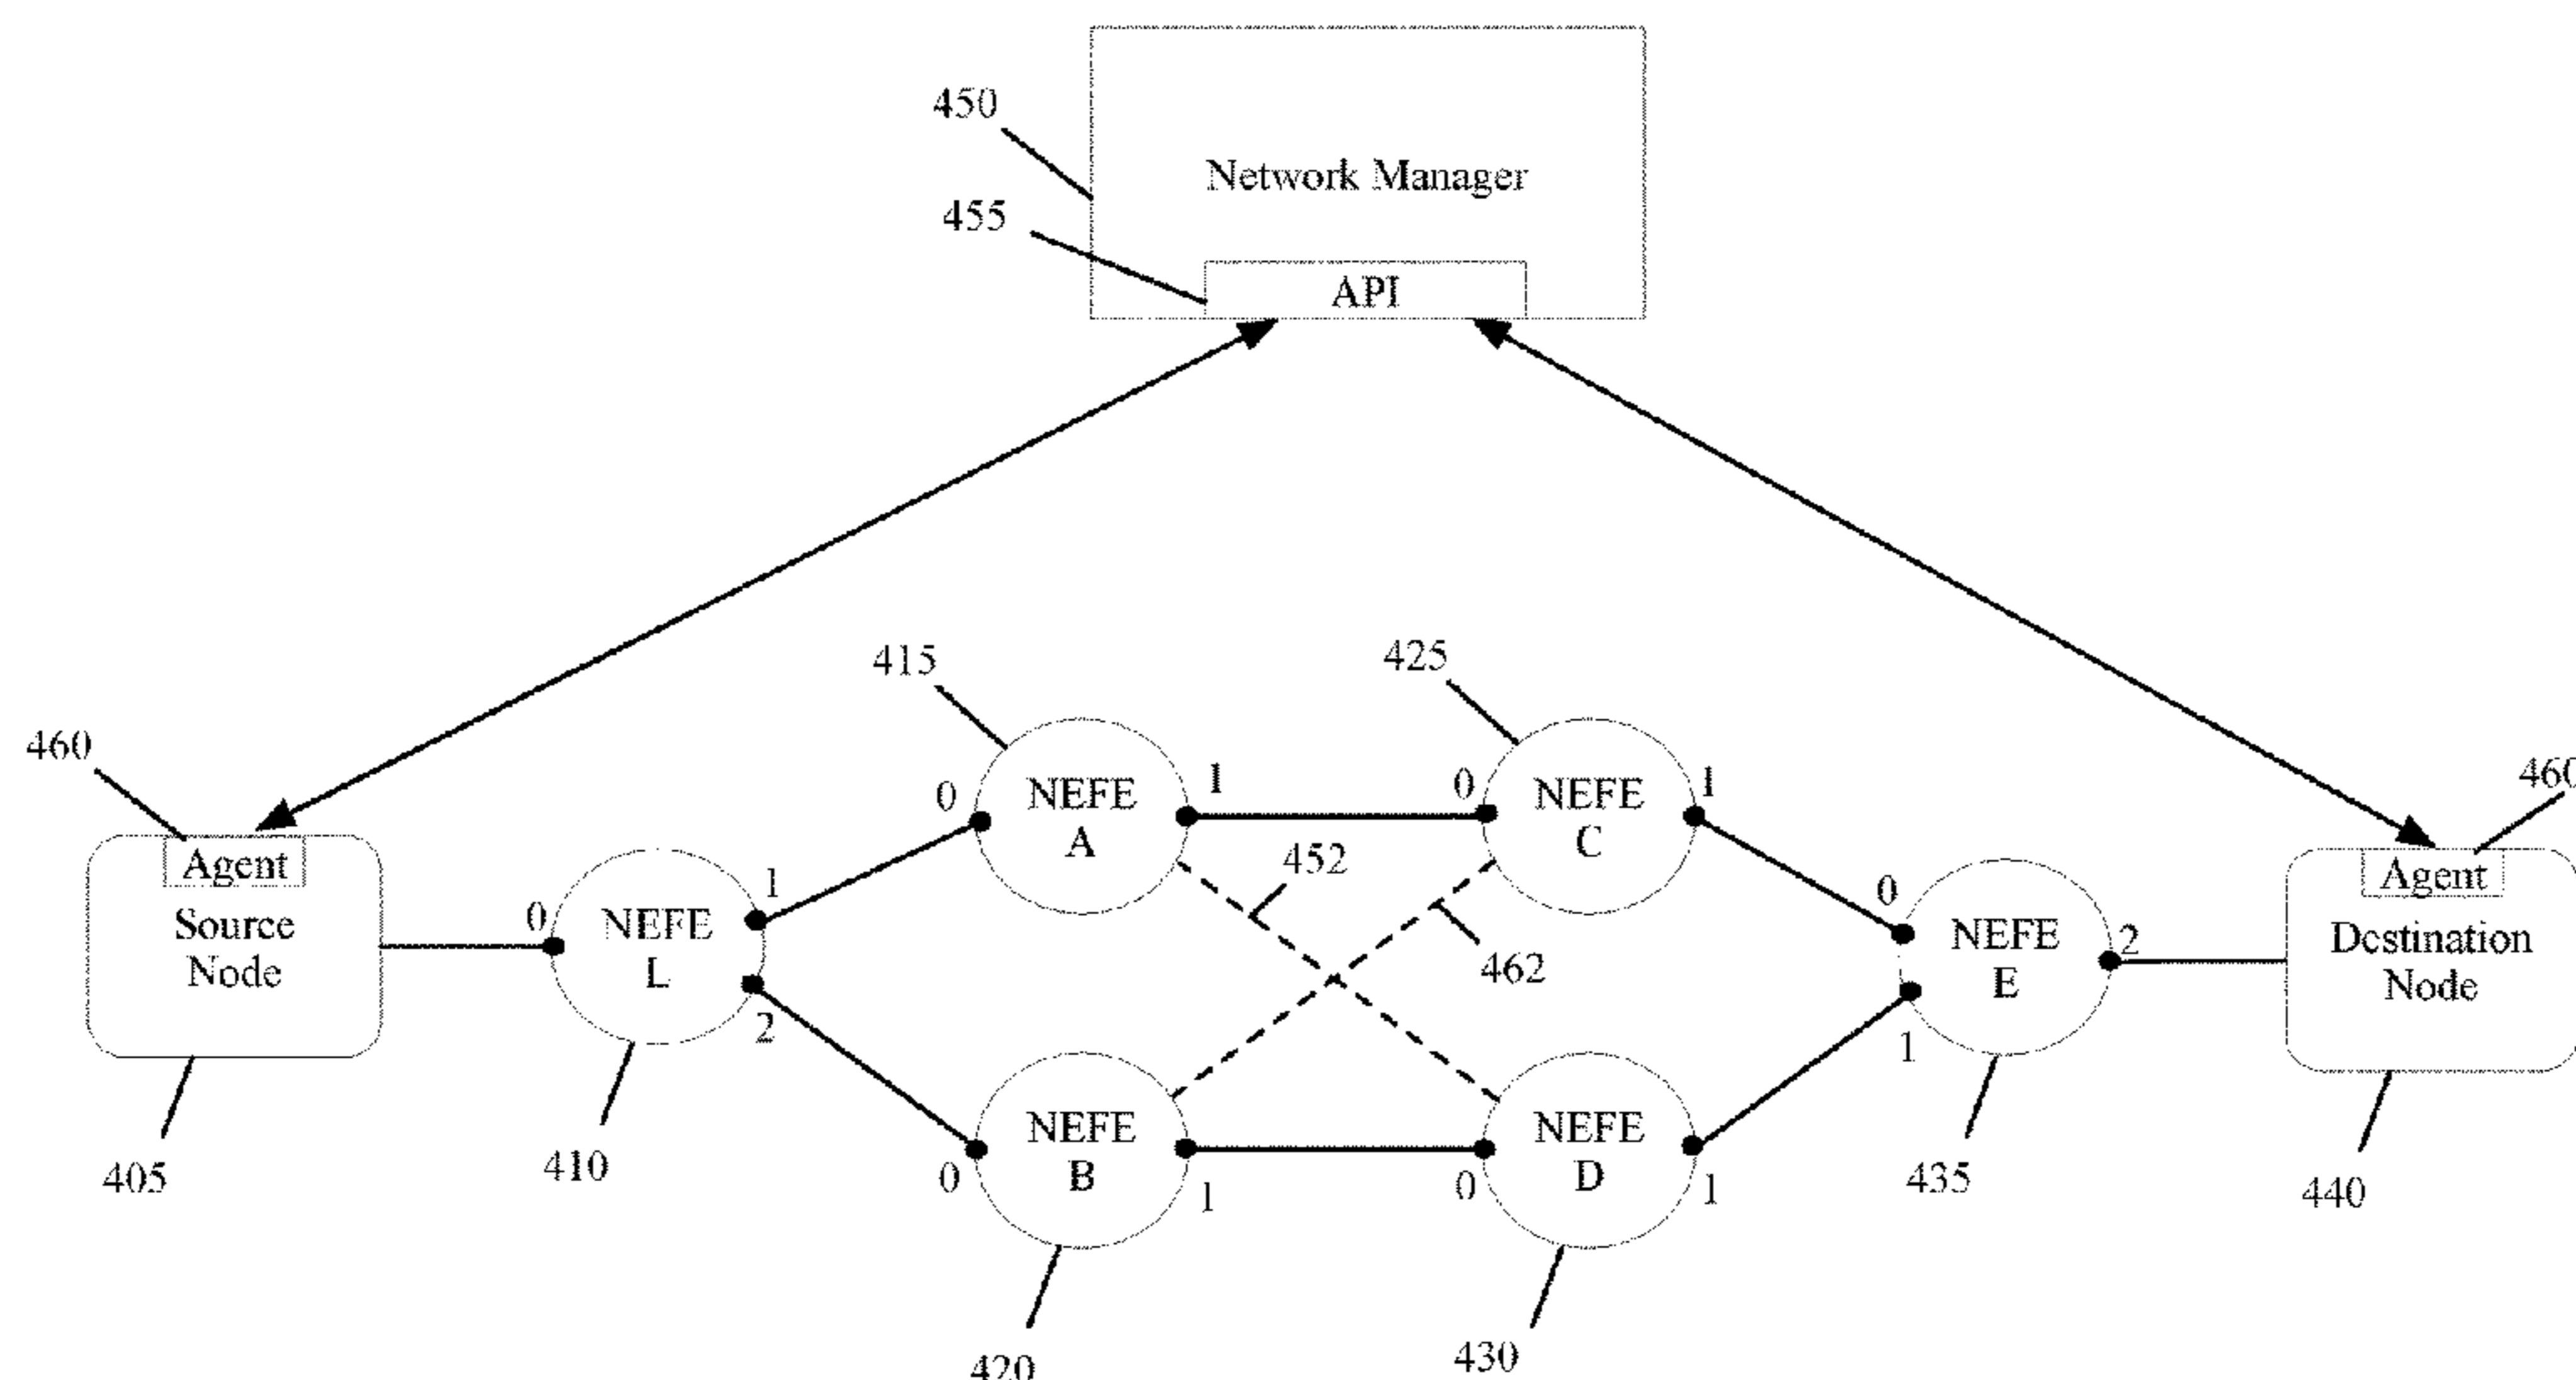 450
Network Manager
455
API
415
425
460
460
Agent
Source
Node
0
NEFE
L
1
2
0
NEFE
A
1
0
NEFE
C
1
452
462
0
NEFE
B
1
0
NEFE
D
1
0
1
NEFE
E
2
Agent
Destination
Node
405
410
420
430
435
440